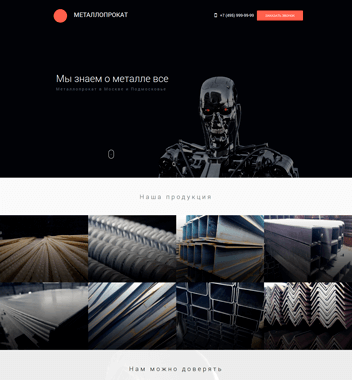 МЕТАЛЛОПРОКАТ
+7 (495) 999-99-99
Заказать звонок
Мы знаем о металле все
Металлопрокат в Москве и Подмосковье
Наша продукция
Нам можно доверять